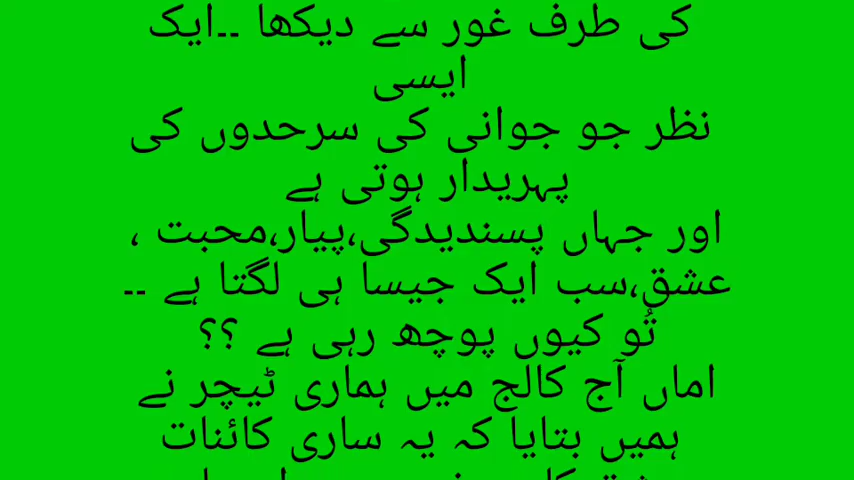 کی طرف غور سے دیکھا ۔۔ایک
ایسی
نظر جو جوانی کی سرحدوں کی
پہریدار ہوتی ہے
اور جہاں پسندیدگی،پیار،محبت ،
عشق،سب ایک جیسا ہی لگتا ہے ۔۔
تُو کیوں پوچھ رہی ہے ؟؟
اماں آج کالج میں ہماری ٹیچر نے
ہمیں بتایا کہ یہ ساری کائنات